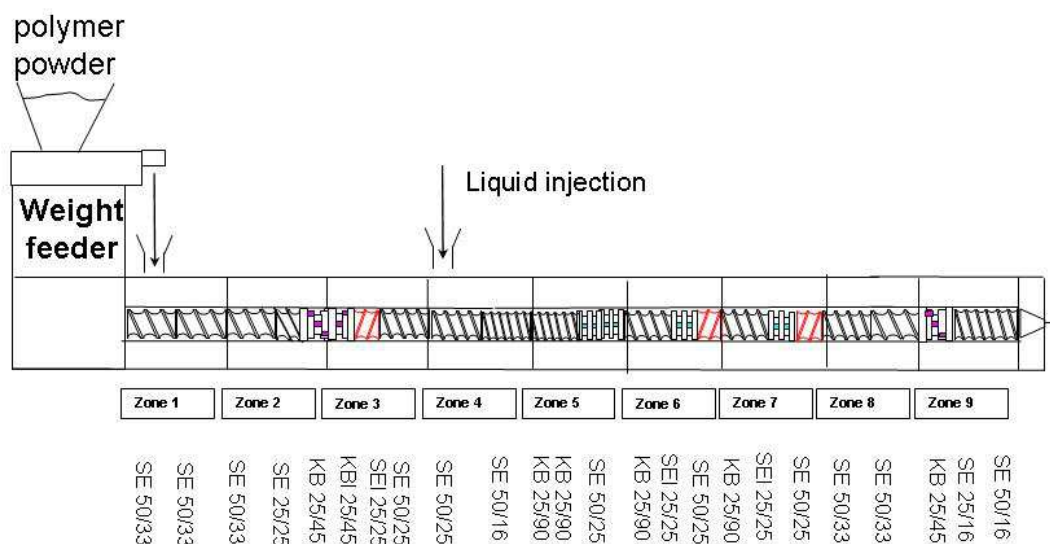 polymer
powder
Liquid injection
Weight
feeder
Zone 1
Zone 2
Zone 3
Zone 4
Zone 5
Zone 6
Zone 7
Zone 8
Zone 9
SE 50/33
SE 50/33
SE 50/33
SE 25/25
KB 25/45
KBI 25/45
SEI 25/25
SE 50/25
SE 50/25
SE 50/16
KB 25/90
KB 25/90
SE 50/25
KB 25/90
SEI 25/25
SE 50/25
KB 25/90
SEI 25/25
SE 50/25
SE 50/33
SE 50/33
KB 25/45
SE 25/16
SE 50/16